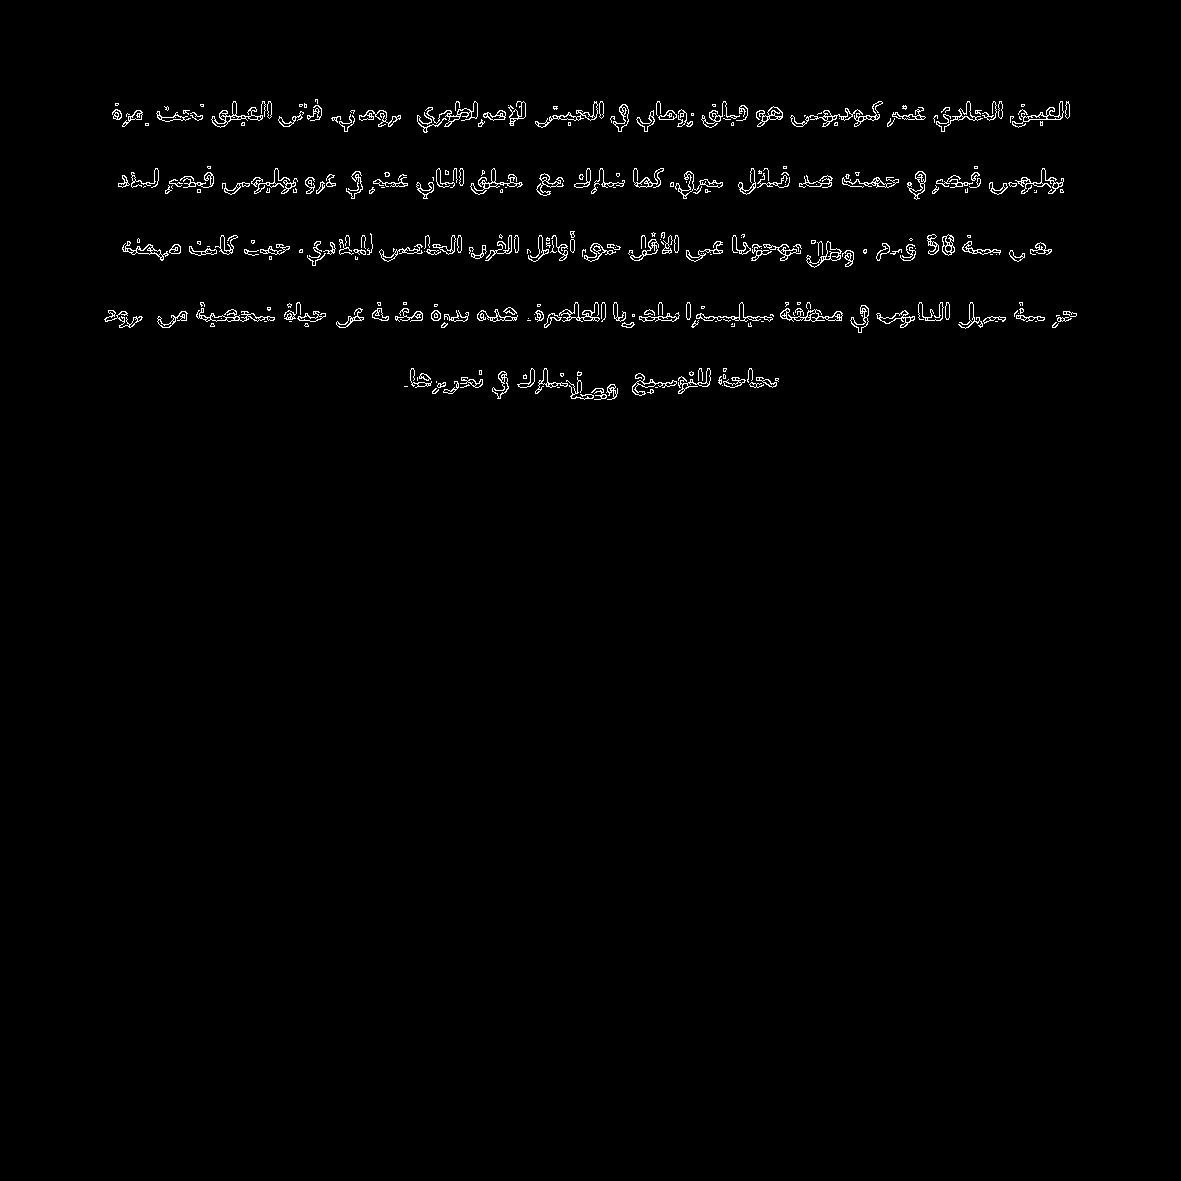 الفيلق الحادي عشر كلوديوس هو فيلق روماني في الجيش الإمبراطوري الروماني. قاتل الفيلق تحت إمرة
يوليوس قيصر في حملته ضد قبائل النيرفي، كما شارك مع الفيلق الثاني عشر في غزو يوليوس قيصر لبلاد
الغال سنة 58 ق.م ، وظل موجودًا على الأقل حتى أوائل القرن الخامس الميلادي. حيث كانت مهمته
حراسة سهل الدانوب في منطقة سيليسترا ببلغاريا المعاصرة. هذه بذرة مقالة عن حياة شخصية من
بحاجة للتوسيع. فضلًا شارك في تحريرها.